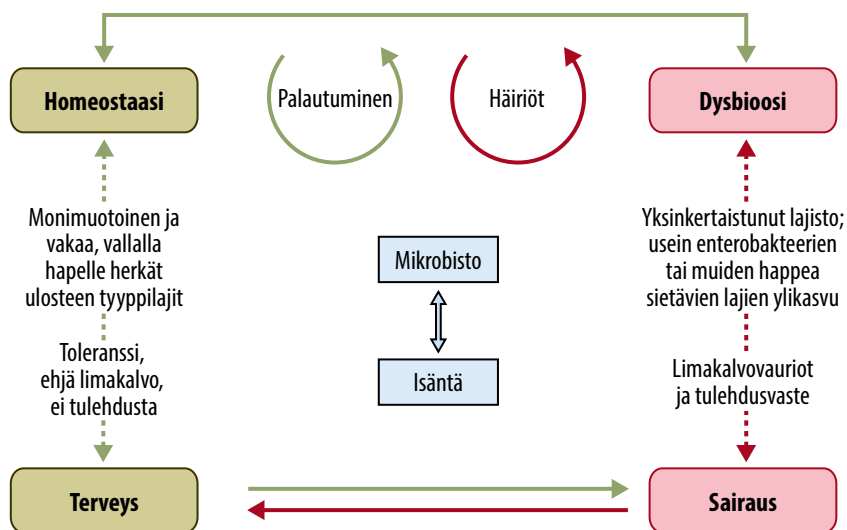 Homeostaasi
Palautuminen
Häiriöt
Dysbioosi
Monimuotoinen ja
vakaa, vallalla
hapelle herkät
ulosteen tyyppilajit
Toleranssi,
ehjä limakalvo,
ei tulehdusta
Mikrobisto
Isäntä
Yksinkertaistunut lajisto;
usein enterobakteerien
tai muiden happea
sietävien lajien ylikasvu
Limakalvovauriot
ja tulehdusvaste
Terveys
Sairaus